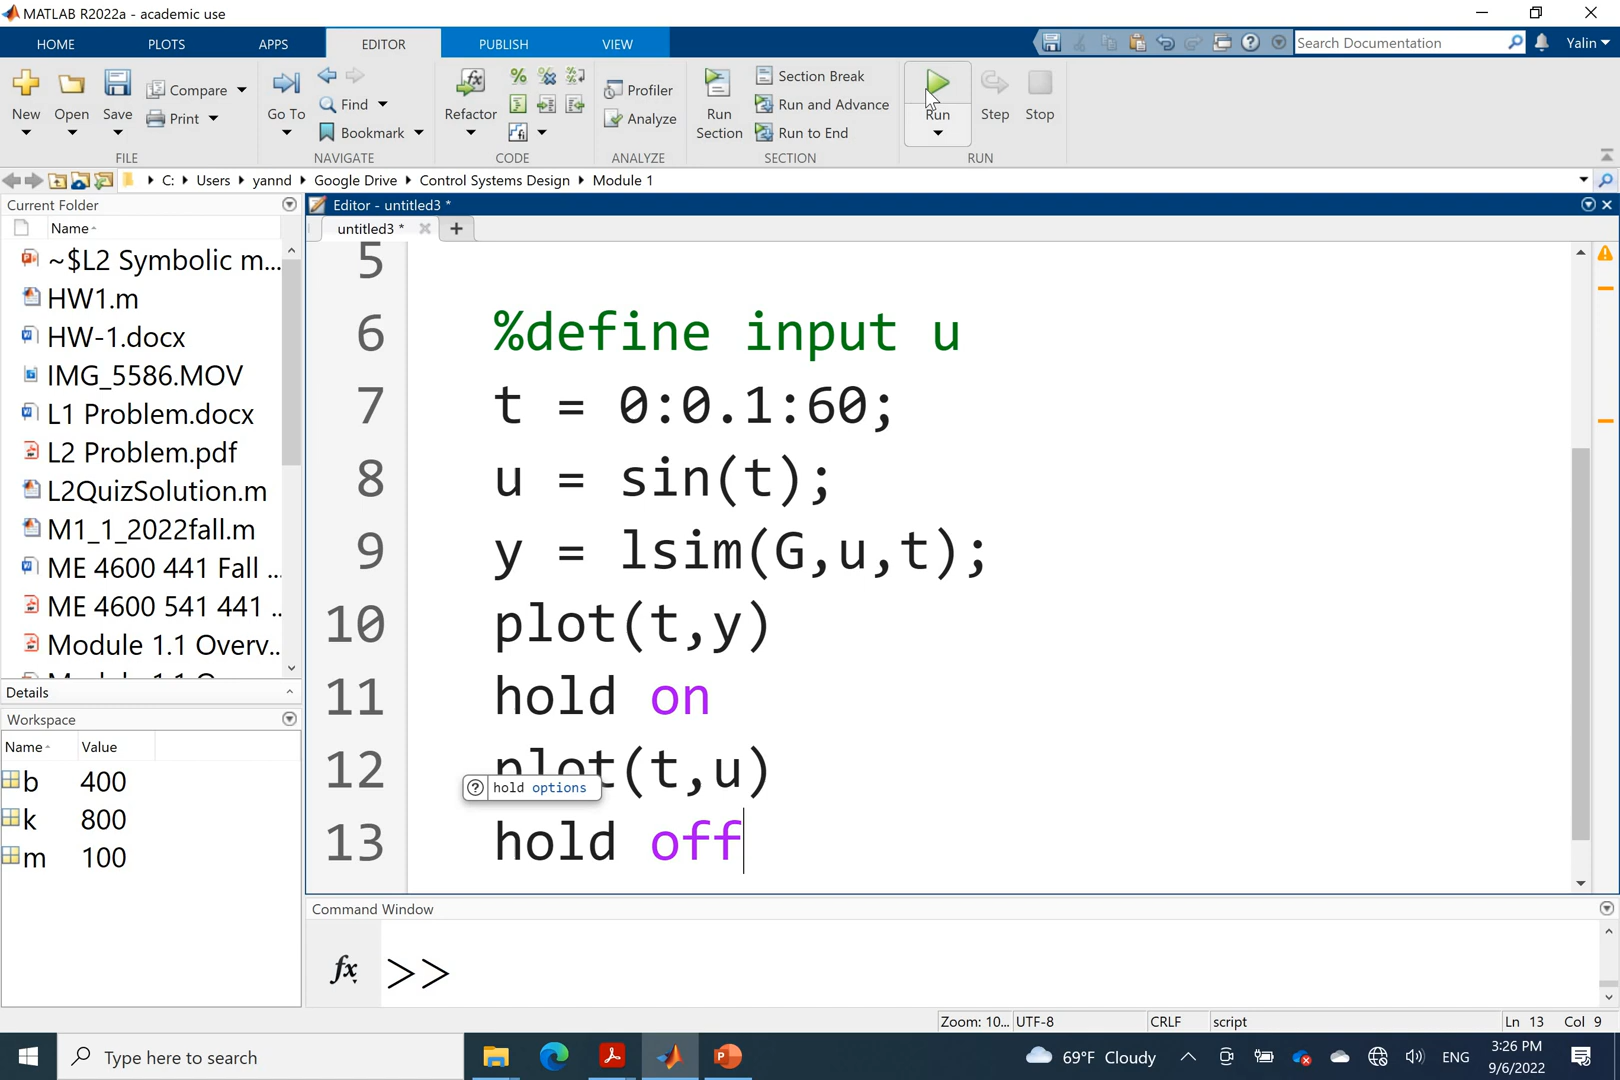 MATLAB R2022a - academic use
HOME PLOTS APPS EDITOR PUBLISH VIEW Search Documentation Yalin
New Open Save Compare Print
FILE
Go To Find Bookmark
NAVIGATE
Refactor
CODE
Profiler Analyze
ANALYZE
Run Section Section Break Run and Advance Run to End
SECTION
Run Step Stop
RUN
C: Users yannd Google Drive Control Systems Design Module 1
Current Folder
Name
~$L2 Symbolic m...
HW1.m
HW-1.docx
IMG_5586.MOV
L1 Problem.docx
L2 Problem.pdf
L2QuizSolution.m
M1_1_2022fall.m
ME 4600 441 Fall ...
ME 4600 541 441 ...
Module 1.1 Overv...
Details
Workspace
Name Value
b 400
k 800
m 100
Editor - untitled3 *
untitled3 *
5
6 %define input u
7 t = 0:0.1:60;
8 u = sin(t);
9 y = lsim(G,u,t);
10 plot(t,y)
11 hold on
12 plot(t,u)
hold options
13 hold off
Command Window
fx >>
Zoom: 10... UTF-8 CRLF script Ln 13 Col 9
Type here to search
69°F Cloudy ENG
3:26 PM
9/6/2022